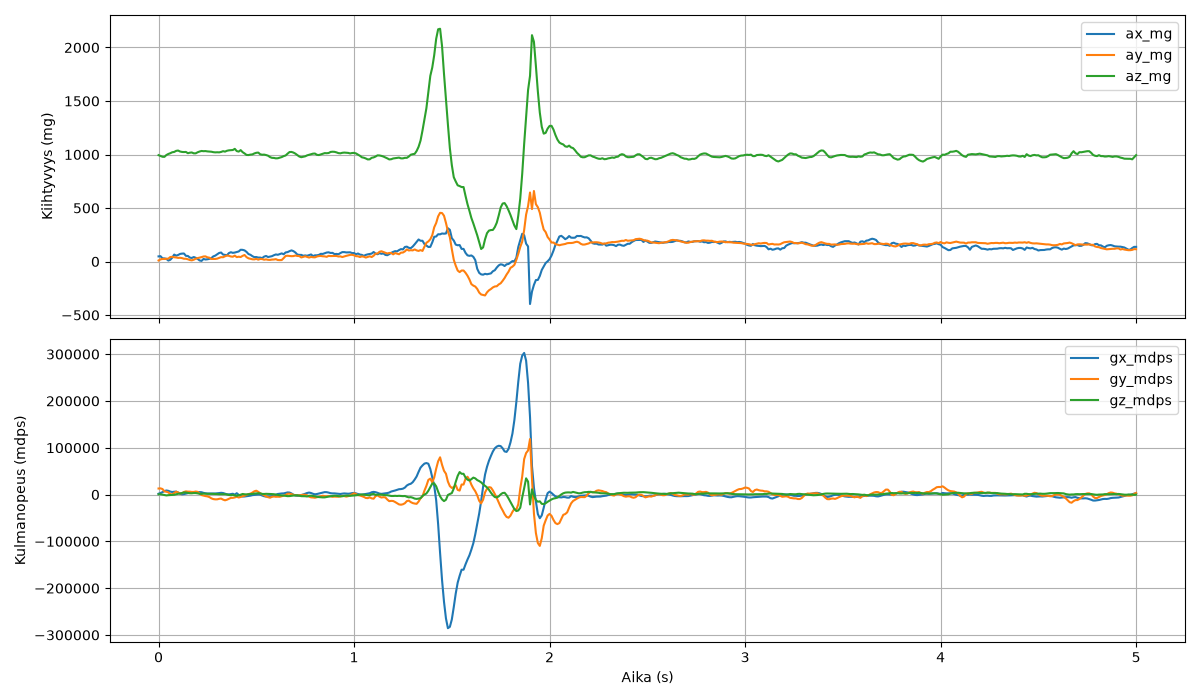 Kiihtyvyys (mg)
2000
1500
1000
500
0
−500
ax_mg
ay_mg
az_mg
Kulmanopeus (mdps)
300000
200000
100000
0
−100000
−200000
−300000
gx_mdps
gy_mdps
gz_mdps
0 1 2 3 4 5
Aika (s)